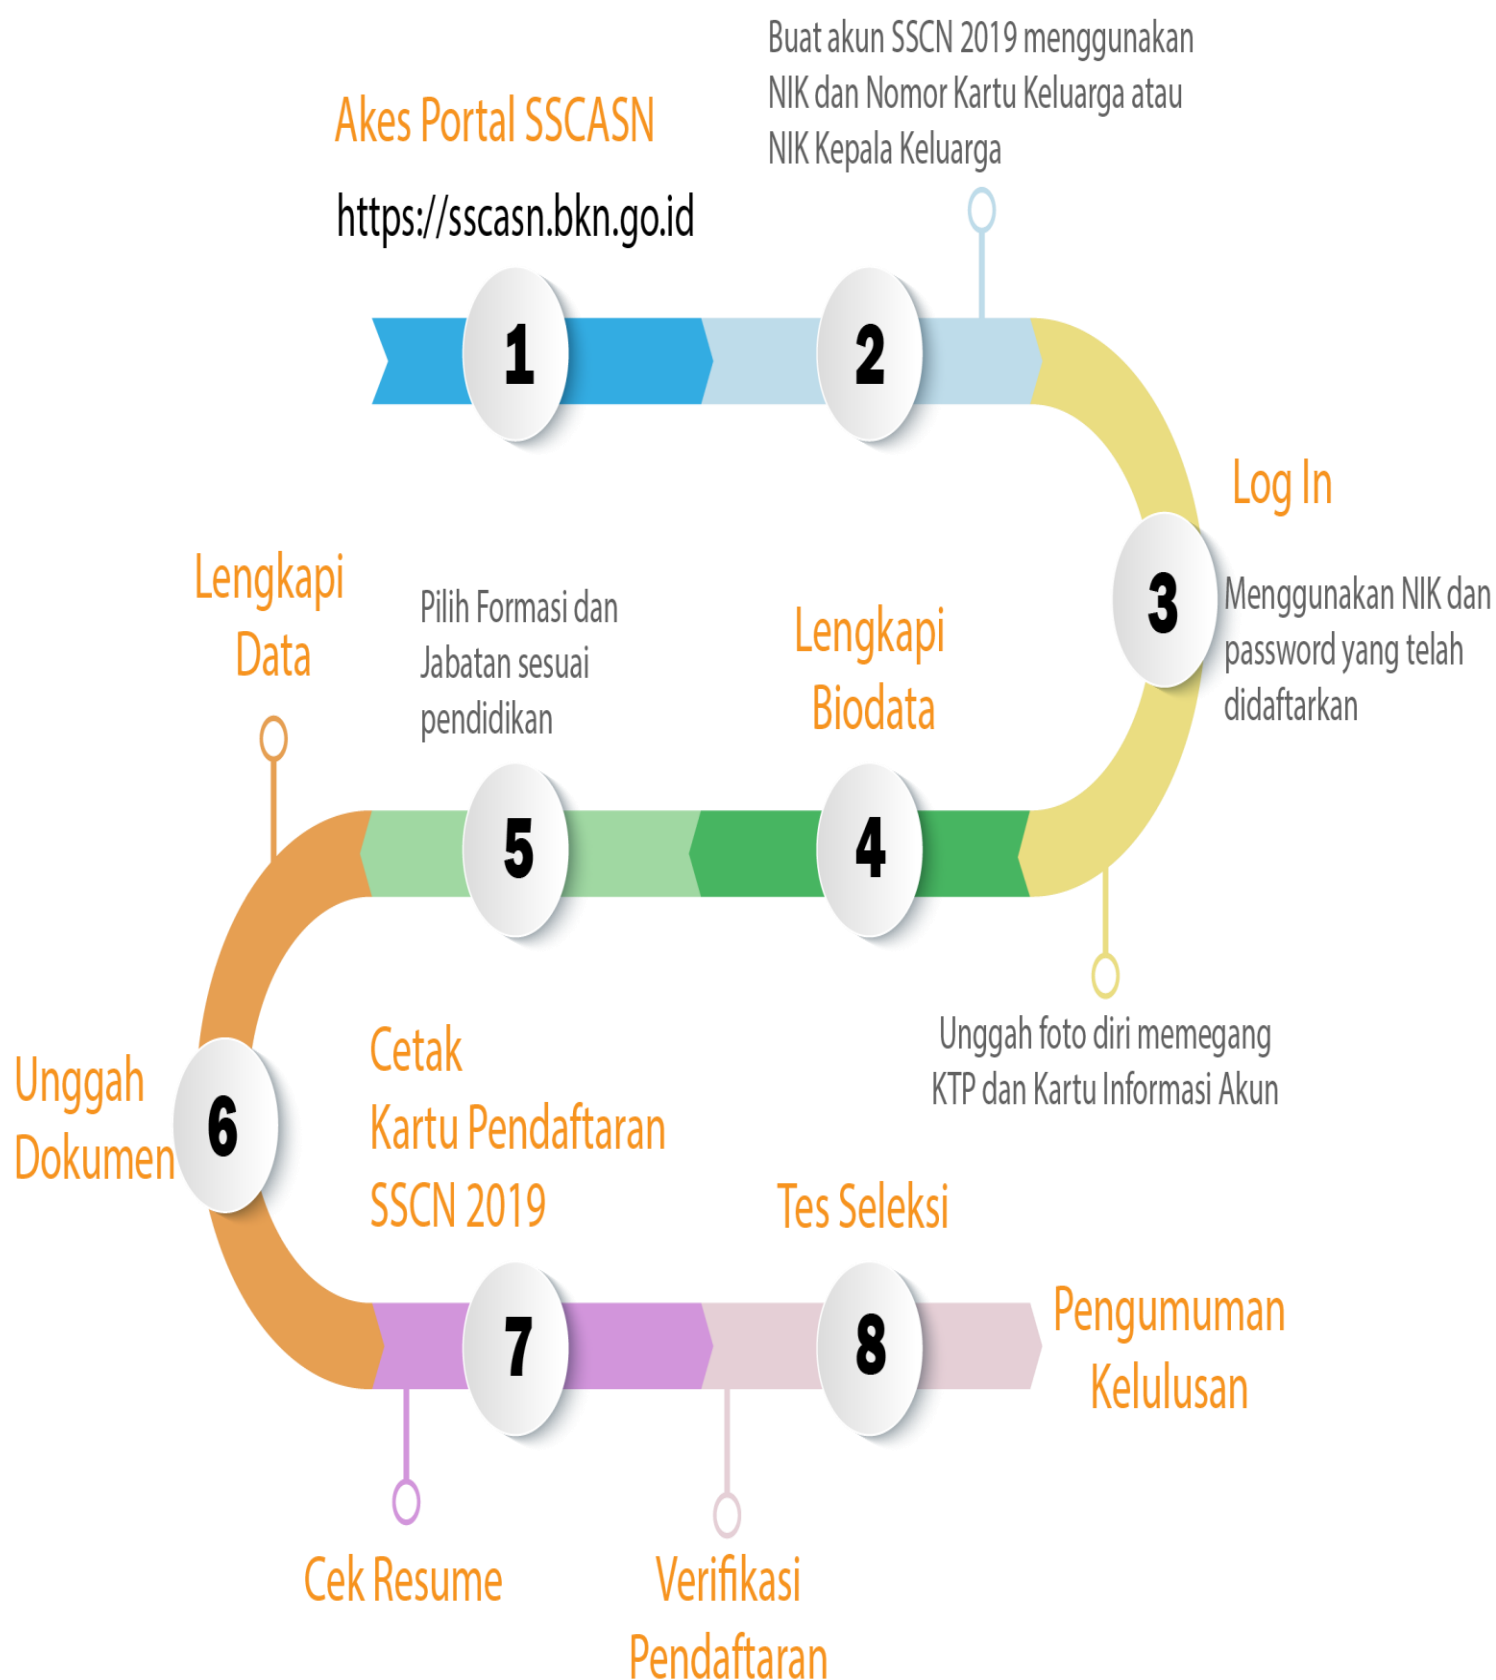 Akes Portal SSCASN
https://sscasn.bkn.go.id
1
Buat akun SSCN 2019 menggunakan
NIK dan Nomor Kartu Keluarga atau
NIK Kepala Keluarga
2
Log In
3
Menggunakan NIK dan
password yang telah
didaftarkan
Unggah foto diri memegang
KTP dan Kartu Informasi Akun
Lengkapi
Biodata
4
Pilih Formasi dan
Jabatan sesuai
pendidikan
5
Lengkapi
Data
Unggah
Dokumen
6
Cek Resume
Cetak
Kartu Pendaftaran
SSCN 2019
7
Verifikasi
Pendaftaran
Tes Seleksi
8
Pengumuman
Kelulusan